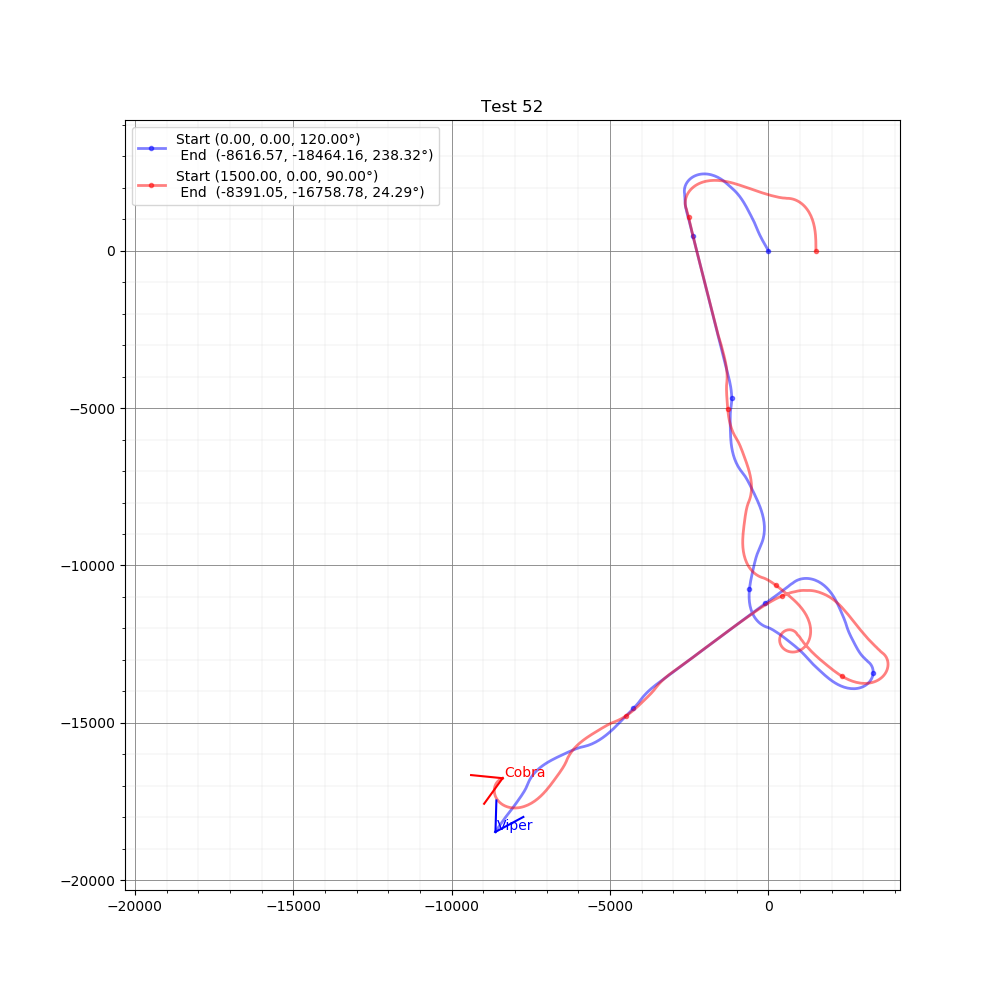 Test 52
Start (0.00, 0.00, 120.00°)
End (-8616.57, -18464.16, 238.32°)
Start (1500.00, 0.00, 90.00°)
End (-8391.05, -16758.78, 24.29°)
0
−5000
−10000
−15000
−20000
Cobra
Viper
−20000 −15000 −10000 −5000 0